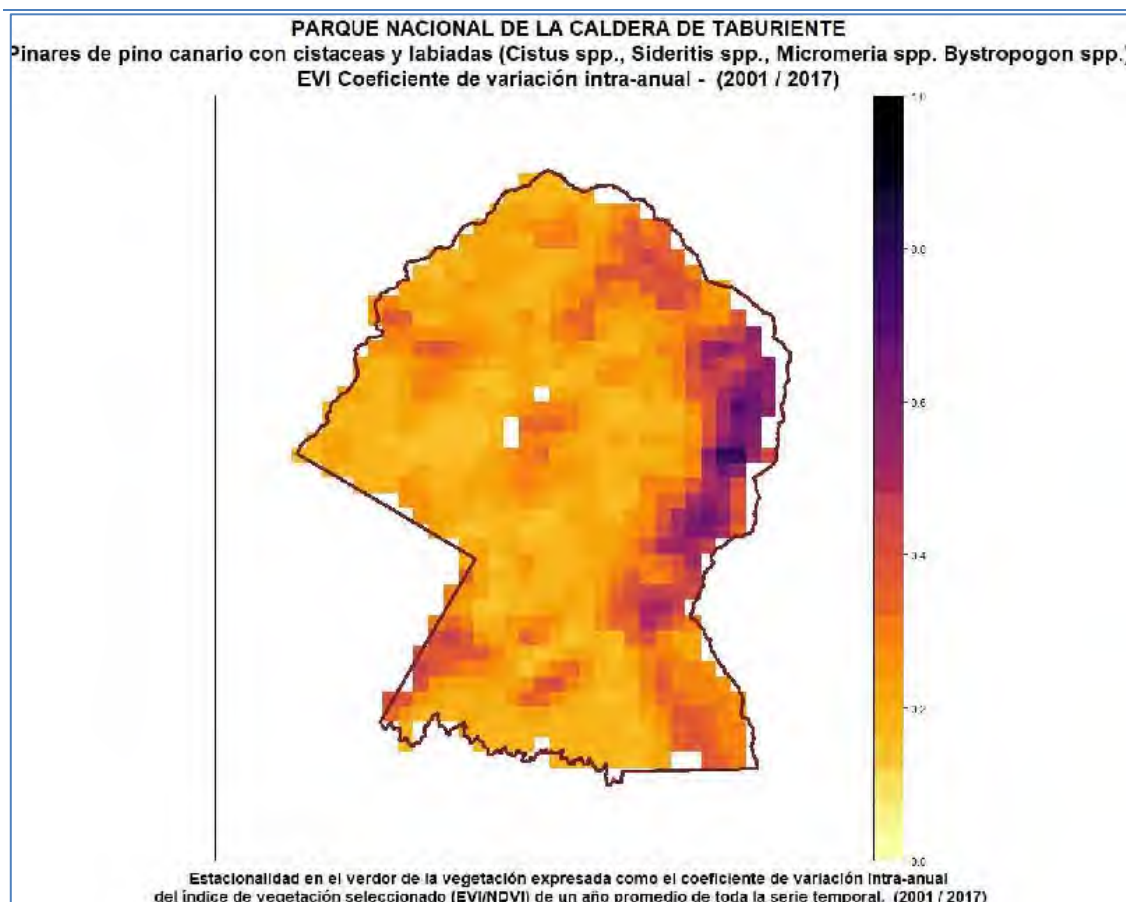 PARQUE NACIONAL DE LA CALDERA DE TABURIENTE
Pinares de pino canario con cistaceas y labiadas (Cistus spp., Sideritis spp., Micromeria spp. Bystropogon spp.)
EVI Coeficiente de variación intra-anual - (2001 / 2017)
1.0
0.8
0.6
0.4
0.2
0.0
Estacionalidad en el verdor de la vegetación expresada como el coeficiente de variación intra-anual
del índice de vegetación seleccionado (EVI/NDVI) de un año promedio de toda la serie temporal. (2001 / 2017)